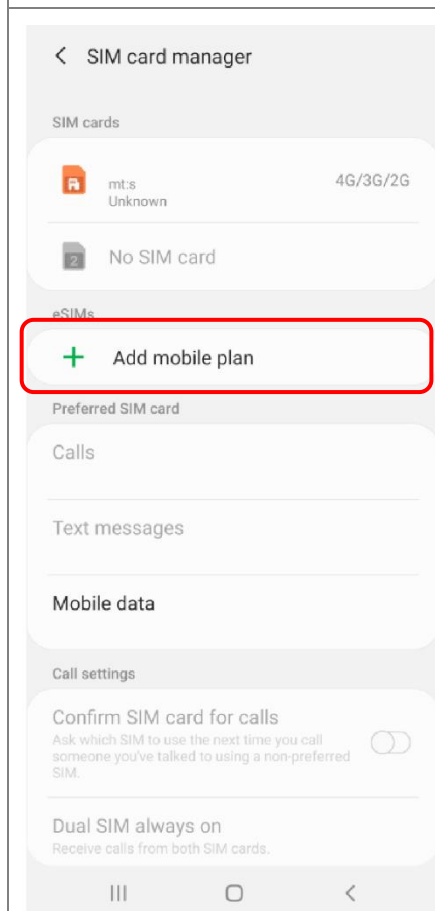 SIM card manager
SIM cards
mt:s
4G/3G/2G
Unknown
2
No SIM card
eSIMs
Add mobile plan
Preferred SIM card
Calls
Text messages
Mobile data
Call settings
Confirm SIM card for calls
Ask which SIM to use the next time you call
someone you've talked to using a non-preferred
SIM.
Dual SIM always on
Receive calls from both SIM cards.